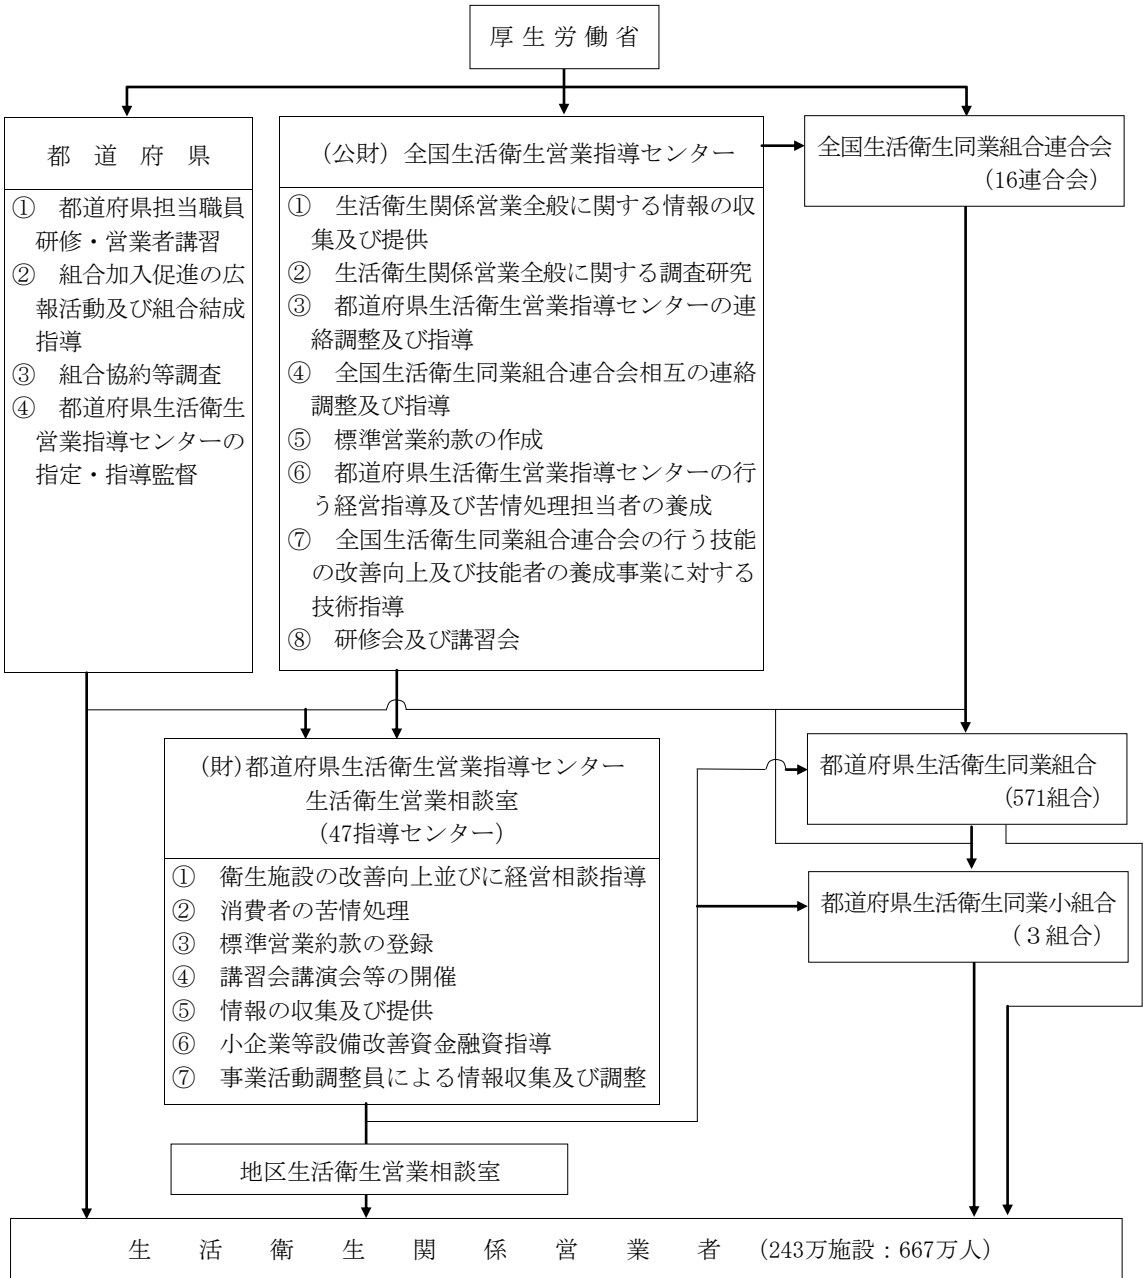 厚生労働省
都道府県
① 都道府県担当職員
研修・営業者講習
② 組合加入促進の広
報活動及び組合結成
指導
③ 組合協約等調査
④ 都道府県生活衛生
営業指導センターの
指定・指導監督
(公財) 全国生活衛生営業指導センター
① 生活衛生関係営業全般に関する情報の収
集及び提供
② 生活衛生関係営業全般に関する調査研究
③ 都道府県生活衛生営業指導センターの連
絡調整及び指導
④ 全国生活衛生同業組合連合会相互の連絡
調整及び指導
⑤ 標準営業約款の作成
⑥ 都道府県生活衛生営業指導センターの行
う経営指導及び苦情処理担当者の養成
⑦ 全国生活衛生同業組合連合会の行う技能
の改善向上及び技能者の養成事業に対する
技術指導
⑧ 研修会及び講習会
全国生活衛生同業組合連合会
(16連合会)
(財)都道府県生活衛生営業指導センター
生活衛生営業相談室
(47指導センター)
① 衛生施設の改善向上並びに経営相談指導
② 消費者の苦情処理
③ 標準営業約款の登録
④ 講習会講演会等の開催
⑤ 情報の収集及び提供
⑥ 小企業等設備改善資金融資指導
⑦ 事業活動調整員による情報収集及び調整
都道府県生活衛生同業組合
(571組合)
都道府県生活衛生同業小組合
(3組合)
地区生活衛生営業相談室
生活衛生関係営業者 (243万施設:667万人)